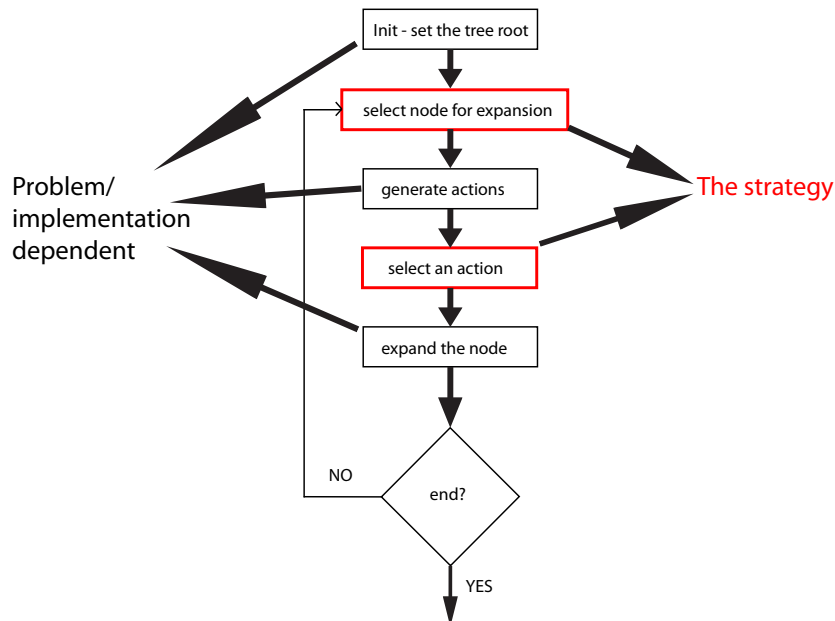 Init - set the tree root
select node for expansion
Problem/
implementation
dependent
generate actions
The strategy
select an action
expand the node
NO
end?
YES